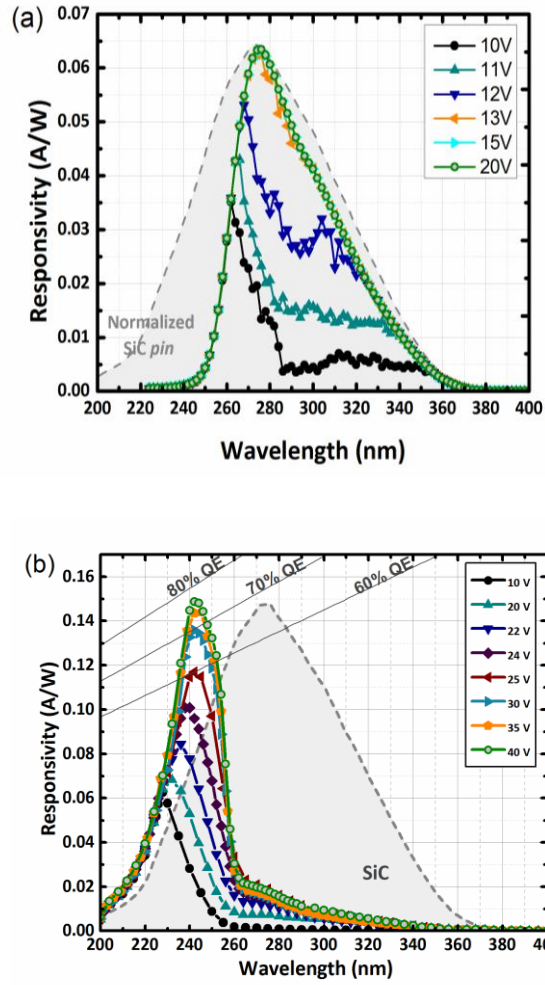 (a)
0.07
0.06
0.05
0.04
0.03
0.02
0.01
0.00
Responsivity (A/W)
10V
11V
12V
13V
15V
20V
Normalized
SiC pin
200 220 240 260 280 300 320 340 360 380 400
Wavelength (nm)
(b)
80% QE
70% QE
60% QE
0.16
0.14
0.12
0.10
0.08
0.06
0.04
0.02
0.00
Responsivity (A/W)
10 V
20 V
22 V
24 V
25 V
30 V
35 V
40 V
SiC
200 220 240 260 280 300 320 340 360 380 40
Wavelength (nm)